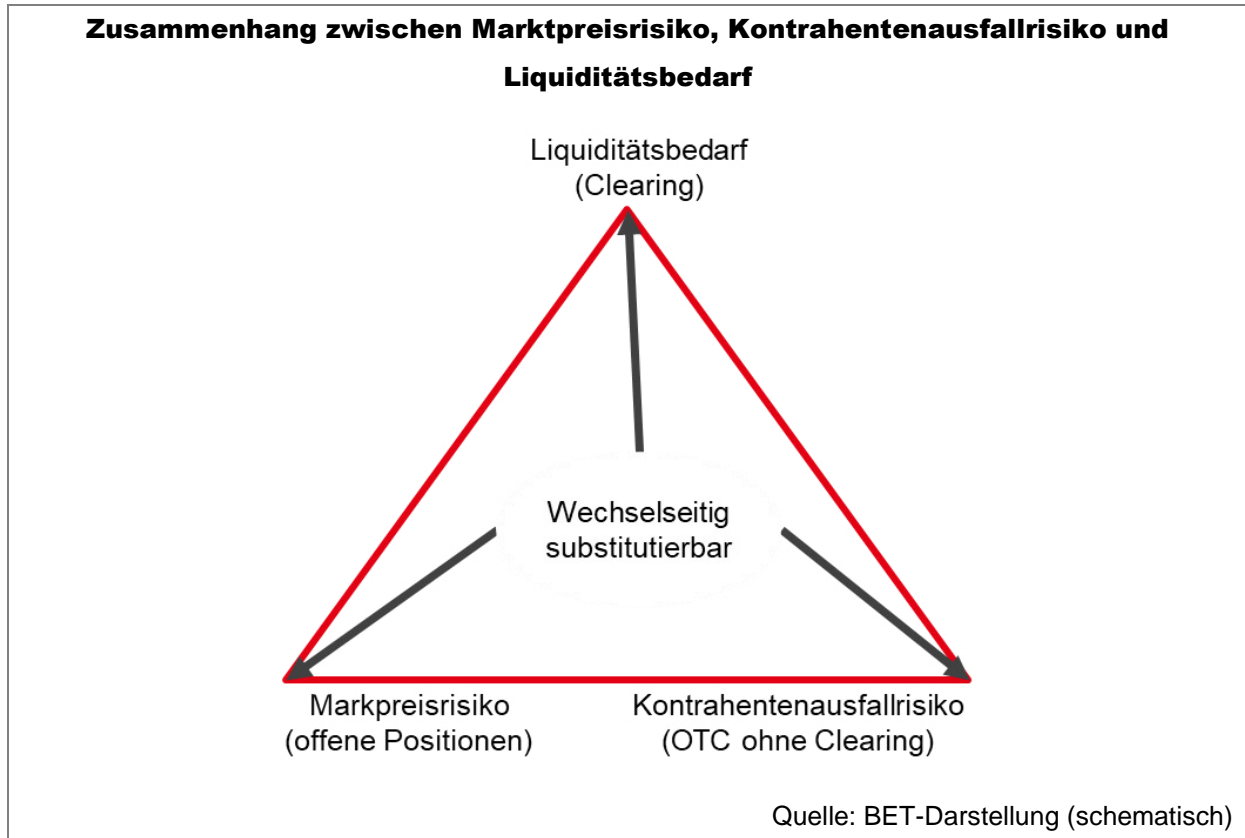 Zusammenhang zwischen Marktpreisrisiko, Kontrahentenausfallrisiko und
Liquiditätsbedarf
Liquiditätsbedarf
(Clearing)
Wechselseitig
substitutierbar
Markpreisrisiko
(offene Positionen)
Kontrahentenausfallrisiko
(OTC ohne Clearing)
Quelle: BET-Darstellung (schematisch)